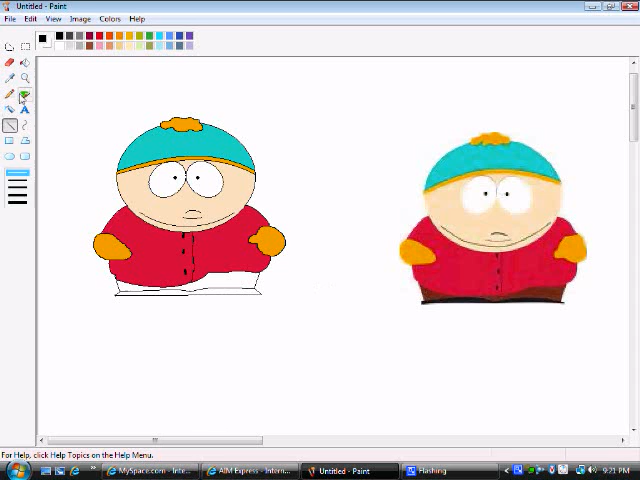 Untitled - Paint
File Edit View Image Colors Help
A
For Help, click Help Topics on the Help Menu.
MySpace.com - Inte... AIM Express - Intern... Untitled - Paint Flashing 9:21 PM